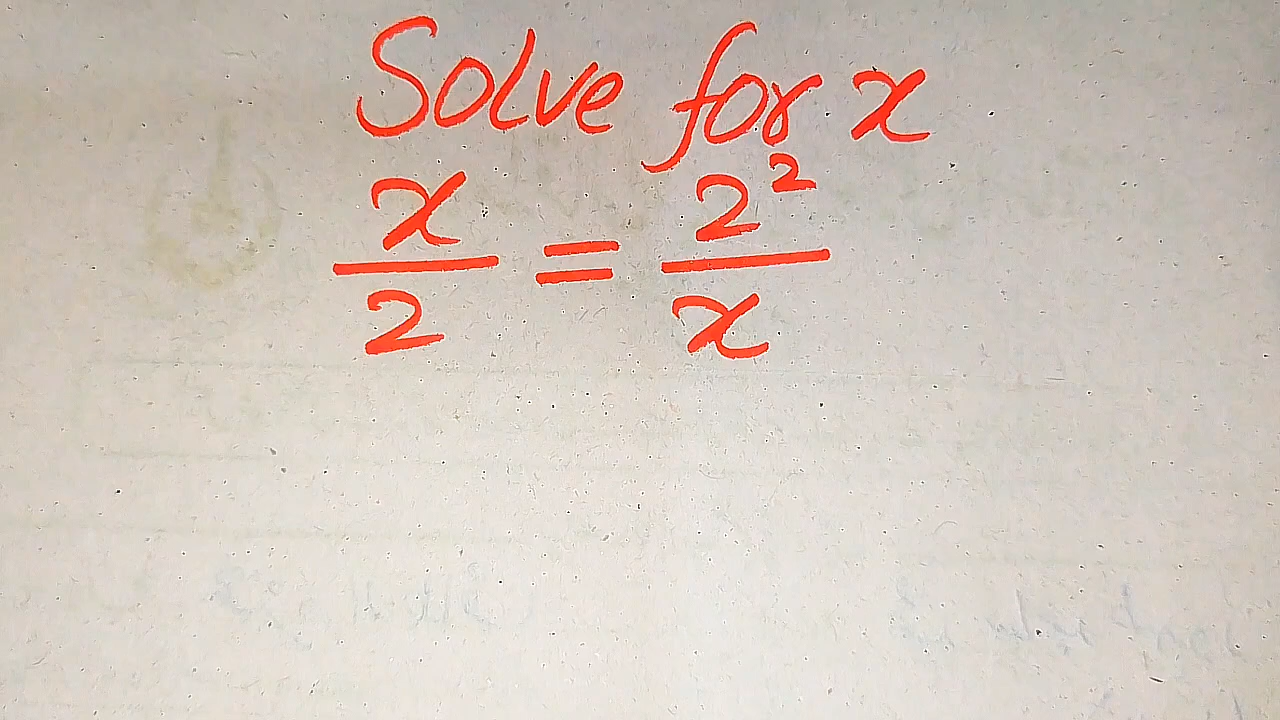 Solve for x
x/2 = 2²/x